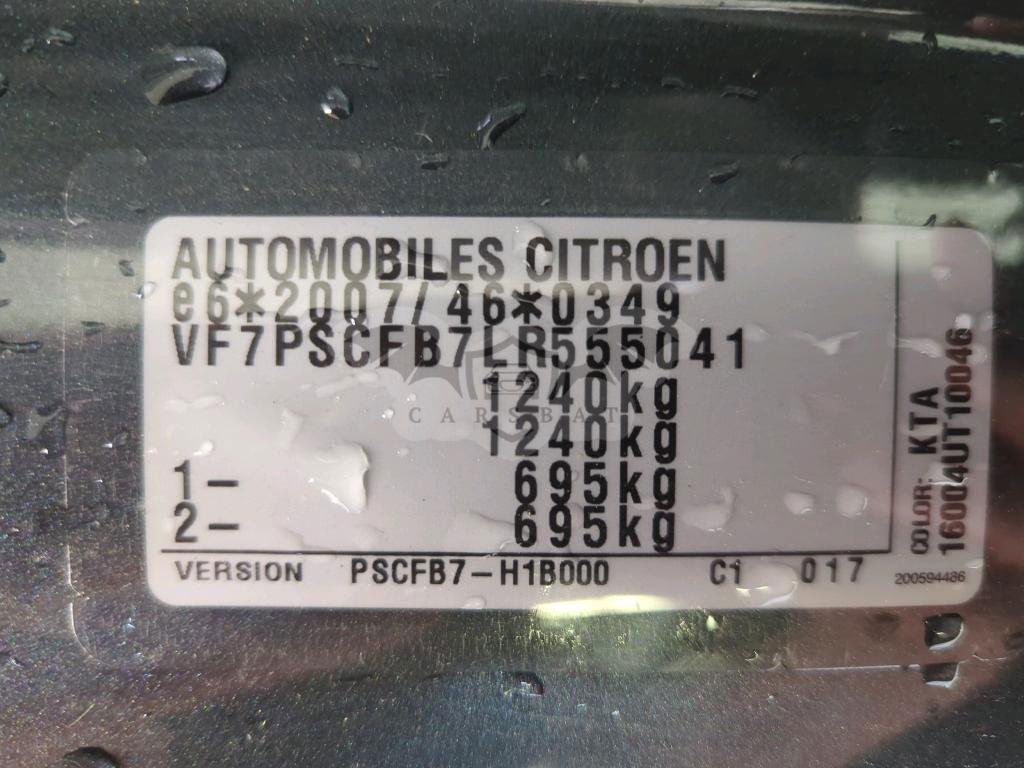 AUTOMOBILES CITROEN
e6*2007/46*0349
VF7PSCFB7LR555041
1240kg
1240kg
1- 695kg
2- 695kg
VERSION PSCFB7-H1B000 C1 017
COLOR: KTA
16004UT10046
200594486
CARSBAT